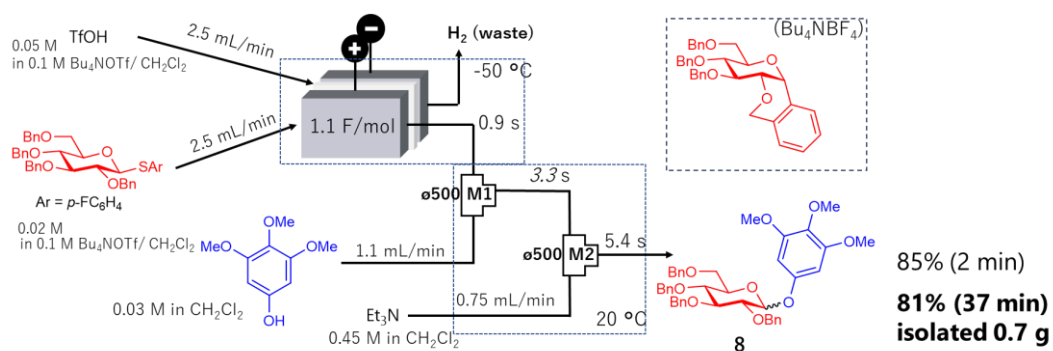 0.05 M
TfOH
in 0.1 M Bu₄NOTf/ CH₂Cl₂
2.5 mL/min
+
−
H₂ (waste)
-50 °C
1.1 F/mol
0.9 s
2.5 mL/min
BnO
BnO
BnO
O
SAr
OBn
Ar = p-FC₆H₄
0.02 M
in 0.1 M Bu₄NOTf/ CH₂Cl₂
ø500 M1
3.3 s
OMe
MeO
OMe
OH
0.03 M in CH₂Cl₂
1.1 mL/min
ø500 M2
5.4 s
0.75 mL/min
Et₃N
0.45 M in CH₂Cl₂
20 °C
(Bu₄NBF₄)
BnO
BnO
BnO
O
O
OMe
MeO
OMe
BnO
BnO
BnO
O
OBn
O
8
85% (2 min)
81% (37 min)
isolated 0.7 g